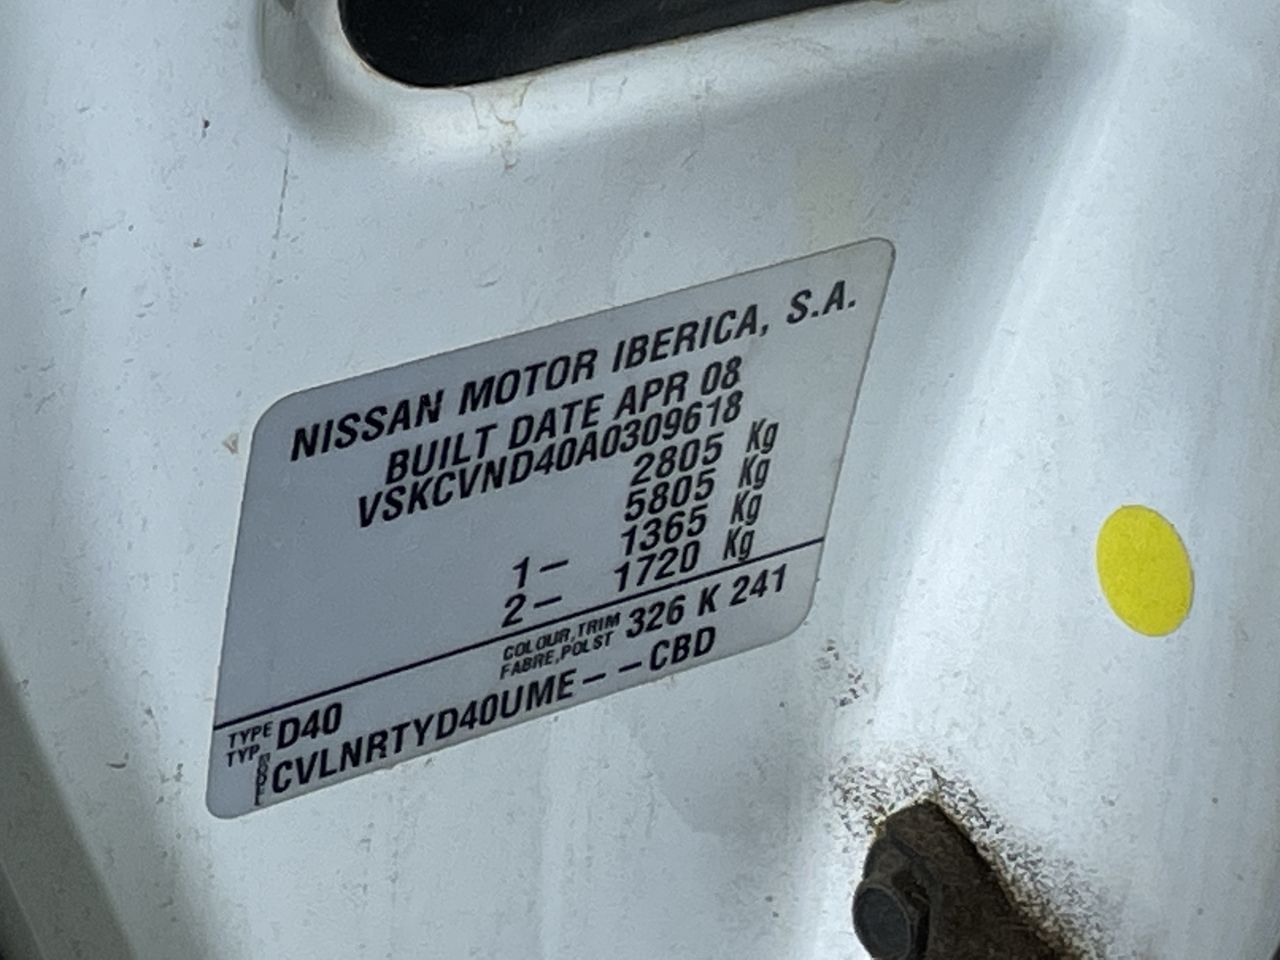 NISSAN MOTOR IBERICA, S.A.
BUILT DATE APR 08
VSKCVND40A0309618
2805 Kg
5805 Kg
1- 1365 Kg
2- 1720 Kg
COLOUR,TRIM
FABRE,POLST 326 K 241
TYPE
TYP D40
MODEL CVLNRTYD40UME--CBD